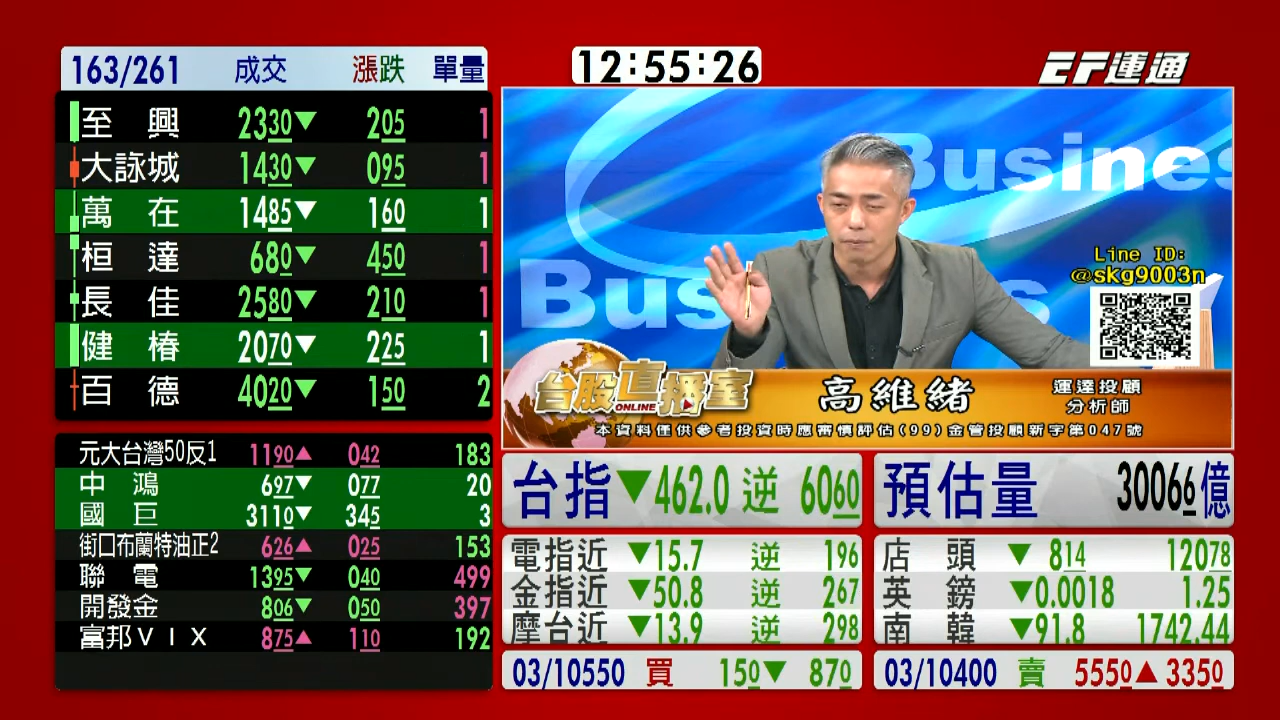 163/261 成交 漲跌 單量
至興 2330▼ 205 1
大詠城 1430▼ 095 1
萬在 1485▼ 160 1
桓達 680▼ 450 1
長佳 2580▼ 210 1
健椿 2070▼ 225 1
百德 4020▼ 150 2
元大台灣50反1 1190▲ 042 183
中鴻 697▼ 077 20
國巨 3110▼ 345 3
街口布蘭特油正2 626▲ 025 153
聯電 1395▼ 040 499
開發金 806▼ 050 397
富邦VIX 875▲ 110 192
12:55:26
EF運通
Business
Business
Line ID:
@skg9003n
台股直播室
ONLINE
高維緒
運達投顧
分析師
本資料僅供參考投資時應審慎評估(99)金管投顧新字第047號
台指▼462.0 逆 6060
預估量 30066億
電指近 ▼15.7 逆 196
金指近 ▼50.8 逆 267
摩台近 ▼13.9 逆 298
店頭 ▼ 814 12078
英鎊 ▼0.0018 1.25
南韓 ▼91.8 1742.44
03/10550 買 150▼ 870
03/10400 賣 5550▲3350